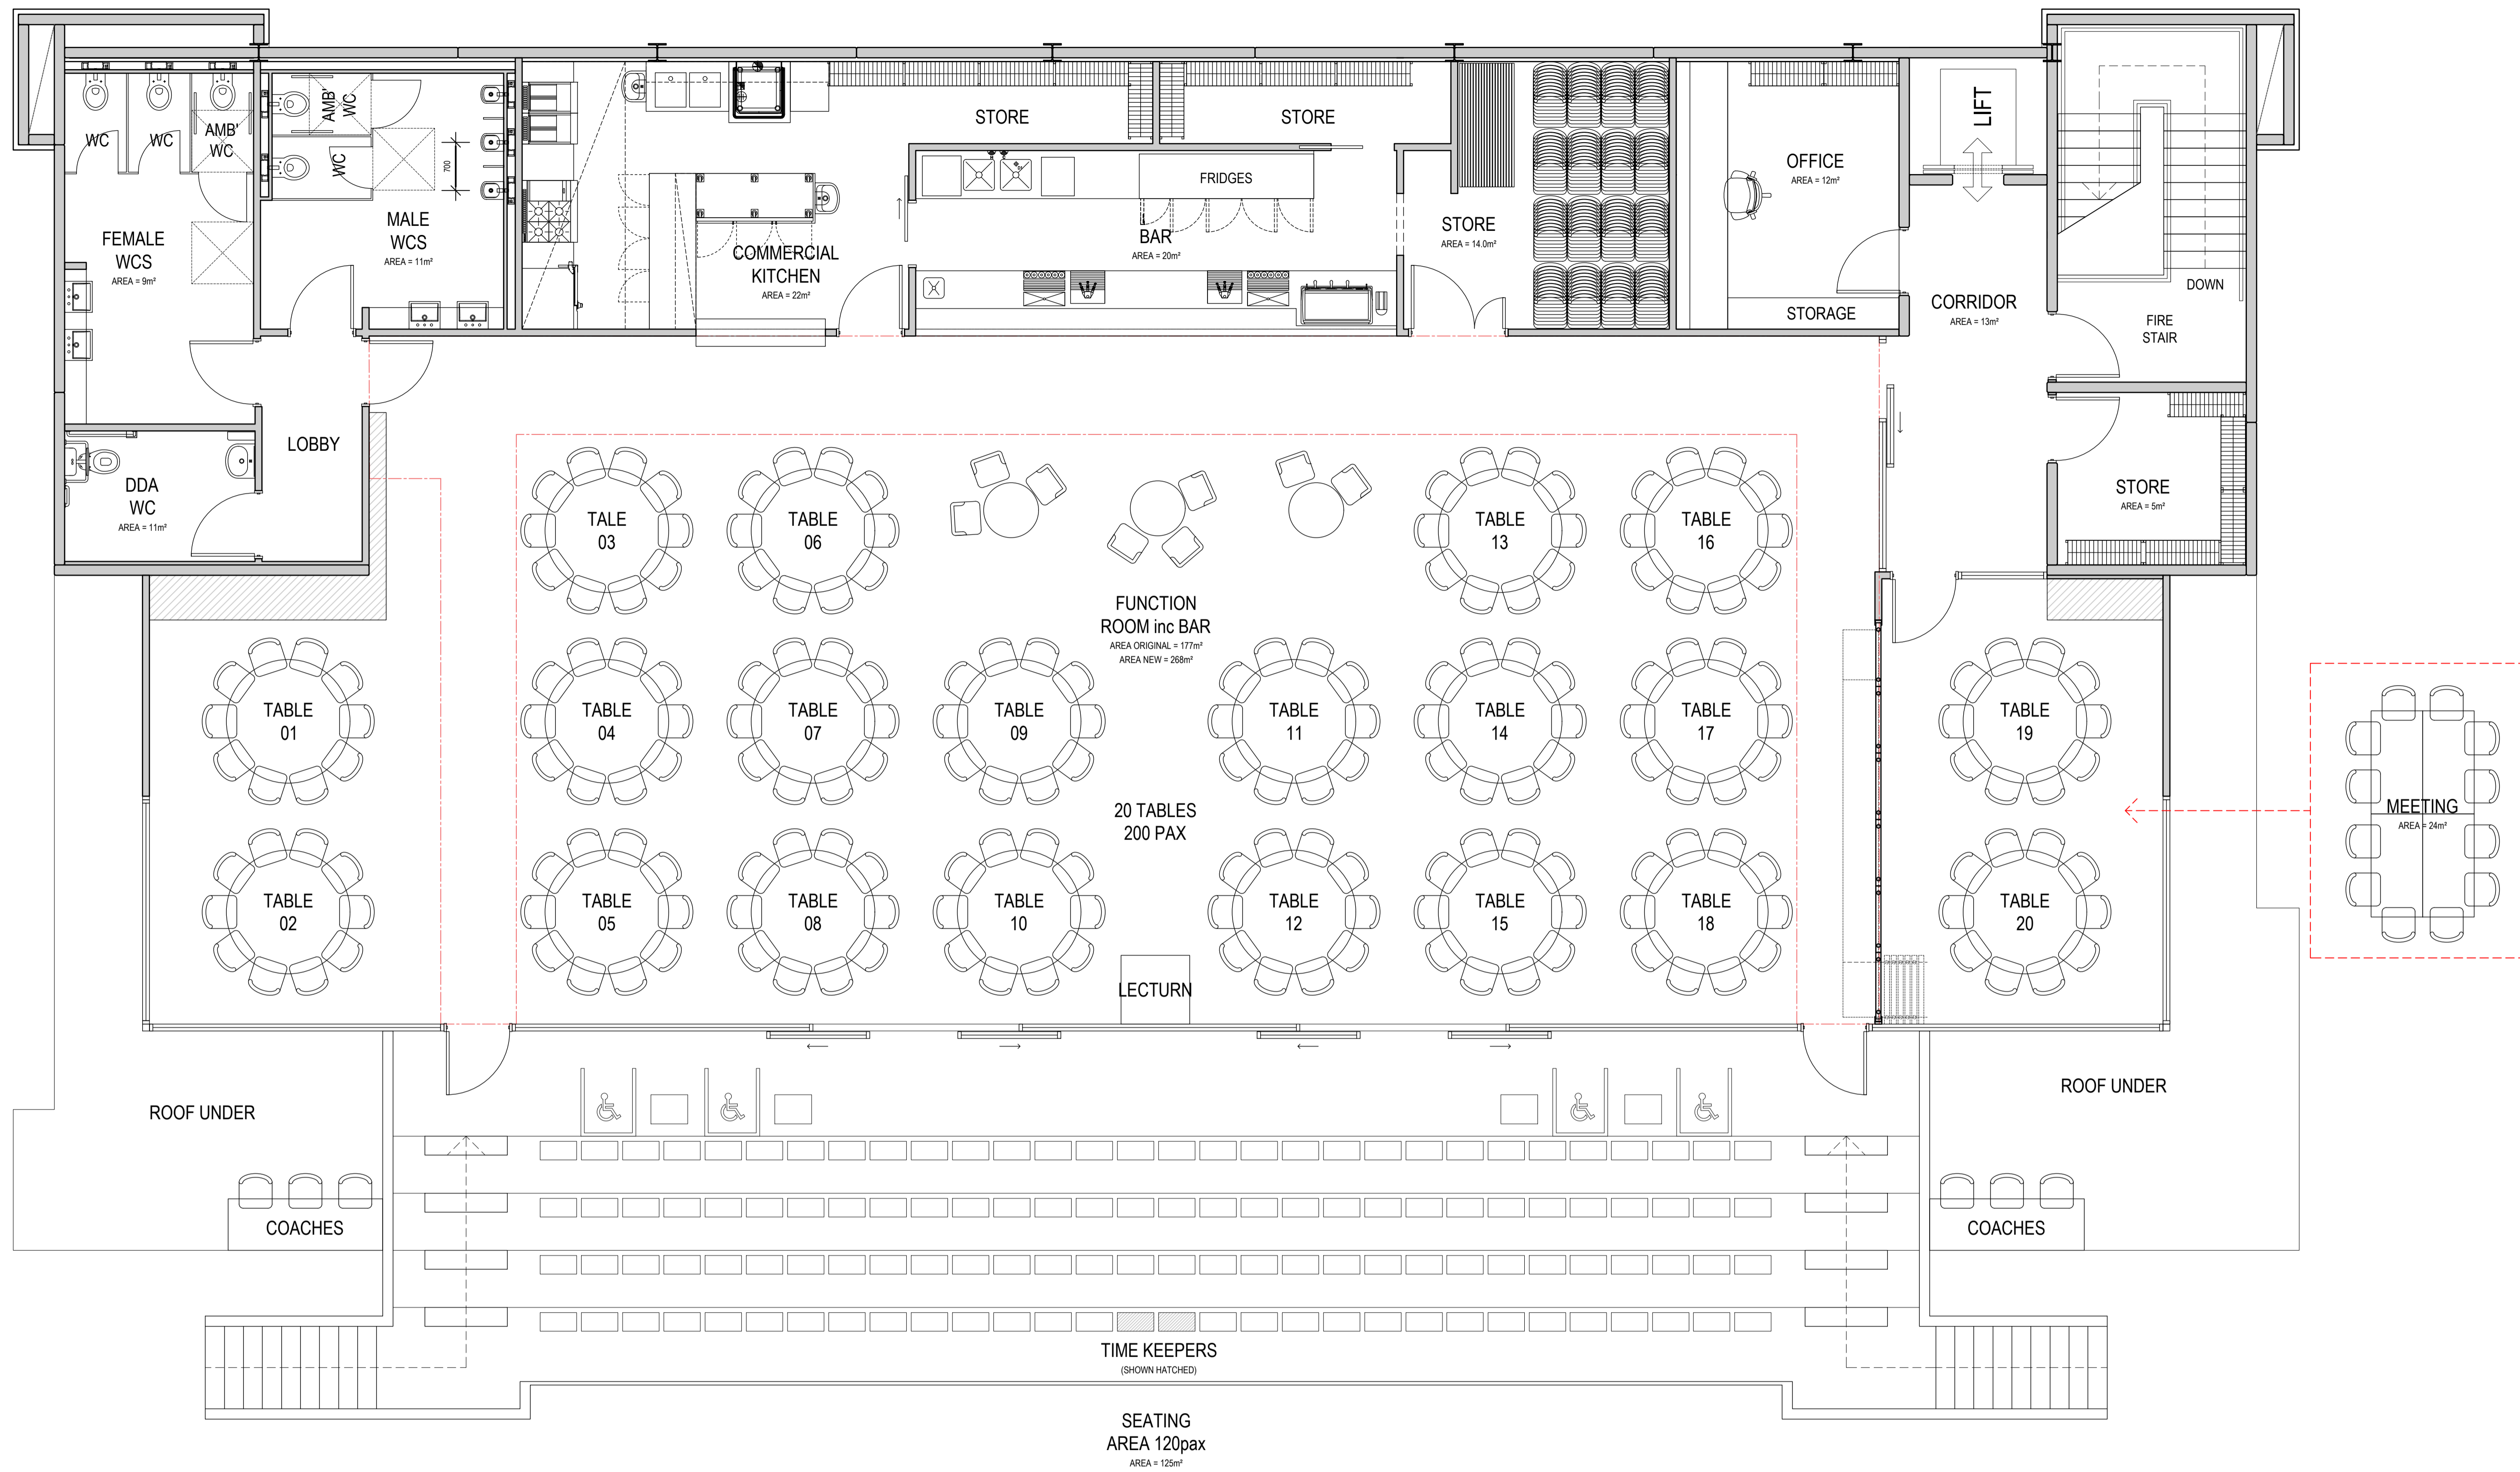 WC
WC
AMB'
WC
AMB'
WC
WC
700
FEMALE
WCS
AREA = 9m²
MALE
WCS
AREA = 11m²
COMMERCIAL
KITCHEN
AREA = 22m²
STORE
STORE
FRIDGES
BAR
AREA = 20m²
STORE
AREA = 14.0m²
OFFICE
AREA = 12m²
STORAGE
LIFT
CORRIDOR
AREA = 13m²
DOWN
FIRE
STAIR
LOBBY
DDA
WC
AREA = 11m²
STORE
AREA = 5m²
TALE
03
TABLE
06
TABLE
13
TABLE
16
FUNCTION
ROOM inc BAR
AREA ORIGINAL = 177m²
AREA NEW = 268m²
TABLE
01
TABLE
04
TABLE
07
TABLE
09
TABLE
11
TABLE
14
TABLE
17
TABLE
19
20 TABLES
200 PAX
MEETING
AREA = 24m²
TABLE
02
TABLE
05
TABLE
08
TABLE
10
TABLE
12
TABLE
15
TABLE
18
TABLE
20
LECTURN
ROOF UNDER
ROOF UNDER
COACHES
COACHES
TIME KEEPERS
(SHOWN HATCHED)
SEATING
AREA 120pax
AREA = 125m²